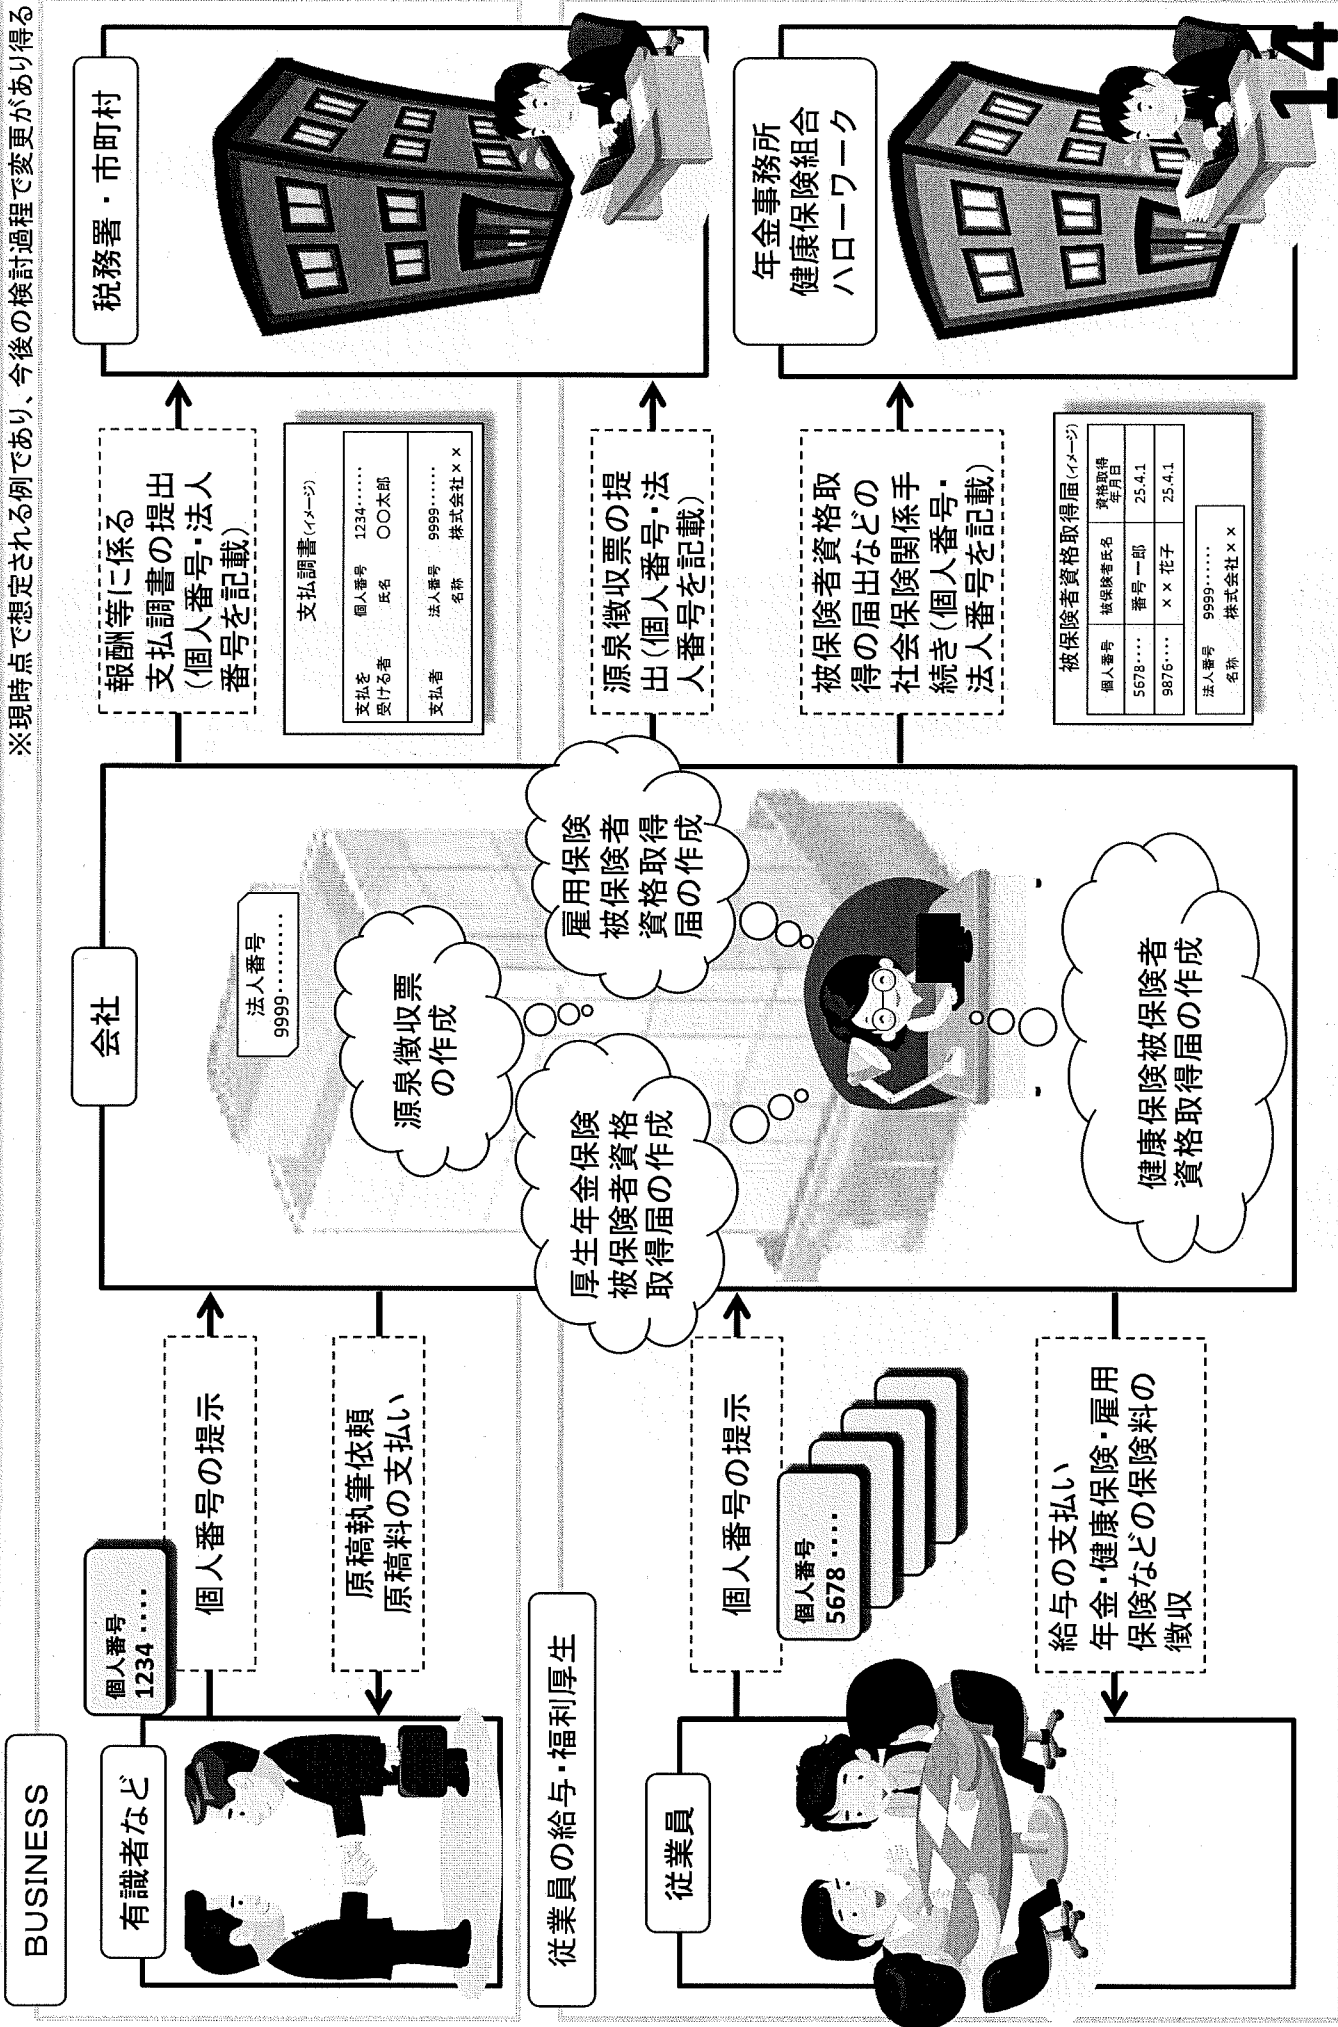 ※現時点で想定される例であり、今後の検討過程で変更があり得る
BUSINESS
有識者など
個人番号
1234 ‥‥
個人番号の提示
原稿執筆依頼
原稿料の支払い
従業員の給与・福利厚生
従業員
個人番号の提示
個人番号
5678 ‥‥
給与の支払い
年金・健康保険・雇用
保険などの保険料の
徴収
会社
法人番号
9999‥‥‥‥
源泉徴収票
の作成
厚生年金保険
被保険者資格
取得届の作成
雇用保険
被保険者
資格取得
届の作成
健康保険被保険者
資格取得届の作成
報酬等に係る
支払調書の提出
(個人番号・法人
番号を記載)
支払調書(イメージ)
支払を
受ける者
個人番号 1234‥‥‥
氏名 〇〇太郎
支払者
法人番号 9999‥‥‥
名称 株式会社××
源泉徴収票の提
出(個人番号・法
人番号を記載)
被保険者資格取
得の届出などの
社会保険関係手
続き(個人番号・
法人番号を記載)
被保険者資格取得届(イメージ)
個人番号 被保険者氏名 資格取得
年月日
5678‥‥ 番号一郎 25.4.1
9876‥‥ ×× 花子 25.4.1
法人番号 9999‥‥‥
名称 株式会社××
税務署・市町村
年金事務所
健康保険組合
ハローワーク
14